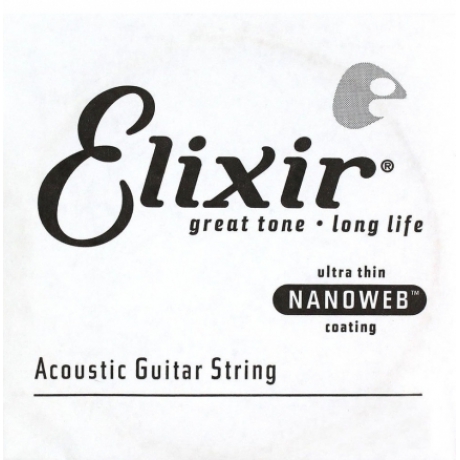 Elixir®
great tone • long life
ultra thin
NANOWEB™
coating
Acoustic Guitar String